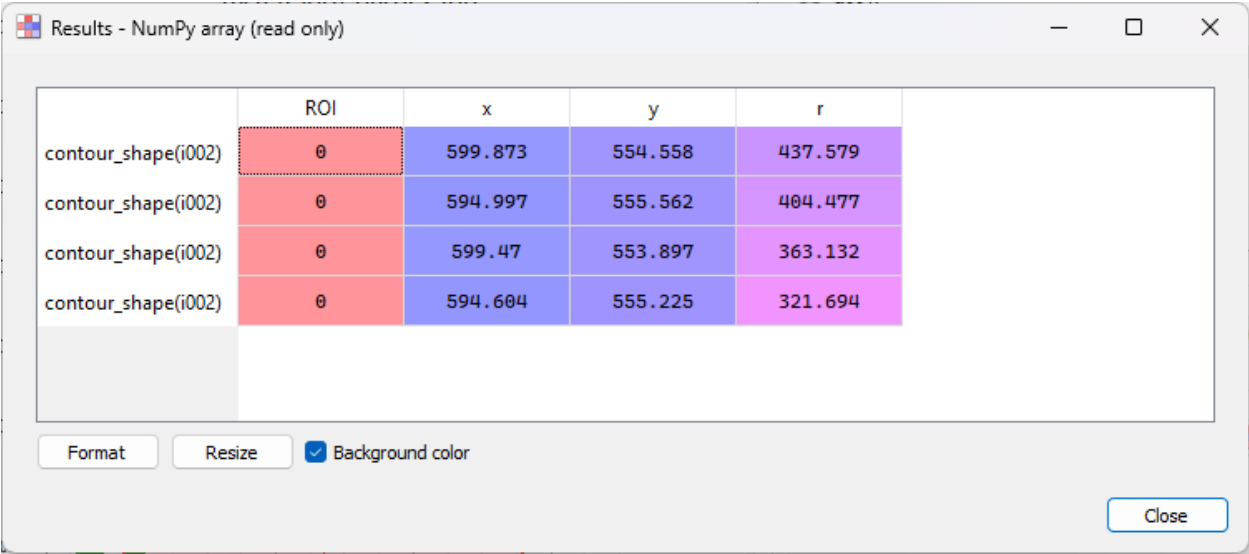 Results - NumPy array (read only)
ROI x y r
contour_shape(i002) 0 599.873 554.558 437.579
contour_shape(i002) 0 594.997 555.562 404.477
contour_shape(i002) 0 599.47 553.897 363.132
contour_shape(i002) 0 594.604 555.225 321.694
Format Resize Background color
Close